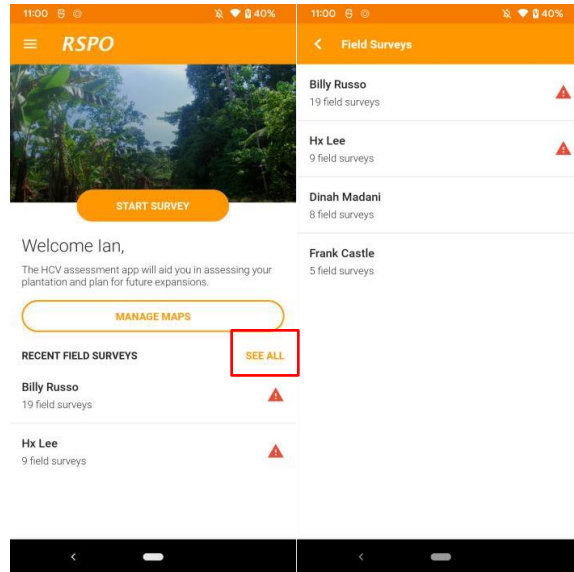 11:00
40%
RSPO
START SURVEY
Welcome Ian,
The HCV assessment app will aid you in assessing your
plantation and plan for future expansions.
MANAGE MAPS
RECENT FIELD SURVEYS
SEE ALL
Billy Russo
19 field surveys
Hx Lee
9 field surveys
11:00
40%
Field Surveys
Billy Russo
19 field surveys
Hx Lee
9 field surveys
Dinah Madani
8 field surveys
Frank Castle
5 field surveys